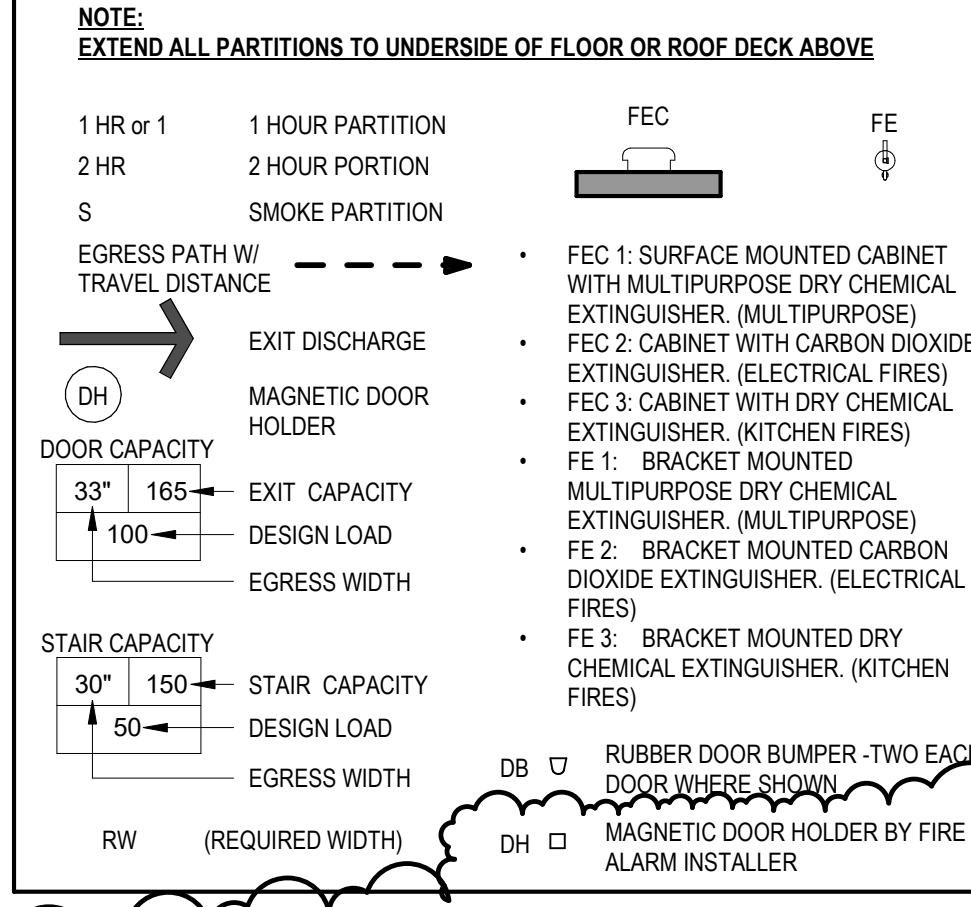 NOTE:
EXTEND ALL PARTITIONS TO UNDERSIDE OF FLOOR OR ROOF DECK ABOVE
1 HR or 1 1 HOUR PARTITION
2 HR 2 HOUR PORTION
S SMOKE PARTITION
EGRESS PATH W/
TRAVEL DISTANCE
EXIT DISCHARGE
DH MAGNETIC DOOR
HOLDER
DOOR CAPACITY
33" 165 EXIT CAPACITY
100 DESIGN LOAD
EGRESS WIDTH
STAIR CAPACITY
30" 150 STAIR CAPACITY
50 DESIGN LOAD
EGRESS WIDTH
RW (REQUIRED WIDTH)
FEC FE
• FEC 1: SURFACE MOUNTED CABINET
WITH MULTIPURPOSE DRY CHEMICAL
EXTINGUISHER. (MULTIPURPOSE)
• FEC 2: CABINET WITH CARBON DIOXIDE
EXTINGUISHER. (ELECTRICAL FIRES)
• FEC 3: CABINET WITH DRY CHEMICAL
EXTINGUISHER. (KITCHEN FIRES)
• FE 1: BRACKET MOUNTED
MULTIPURPOSE DRY CHEMICAL
EXTINGUISHER. (MULTIPURPOSE)
• FE 2: BRACKET MOUNTED CARBON
DIOXIDE EXTINGUISHER. (ELECTRICAL
FIRES)
• FE 3: BRACKET MOUNTED DRY
CHEMICAL EXTINGUISHER. (KITCHEN
FIRES)
DB RUBBER DOOR BUMPER -TWO EACH
DOOR WHERE SHOWN
DH MAGNETIC DOOR HOLDER BY FIRE
ALARM INSTALLER